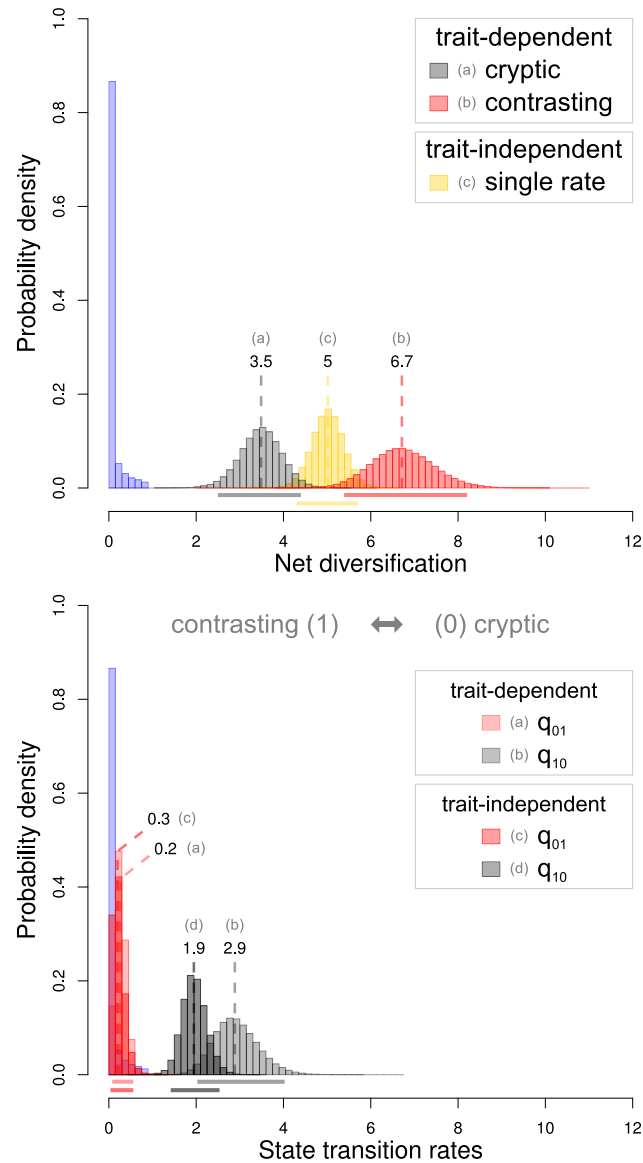 trait-dependent
(a) cryptic
(b) contrasting
trait-independent
(c) single rate
Probability density
1.0
0.8
0.6
0.4
0.2
0.0
(a) (c) (b)
3.5 5 6.7
0 2 4 6 8 10 12
Net diversification
contrasting (1) ↔ (0) cryptic
trait-dependent
(a) q01
(b) q10
trait-independent
(c) q01
(d) q10
Probability density
1.0
0.8
0.6
0.4
0.2
0.0
0.3 (c)
0.2 (a)
(d) (b)
1.9 2.9
0 2 4 6 8 10 12
State transition rates